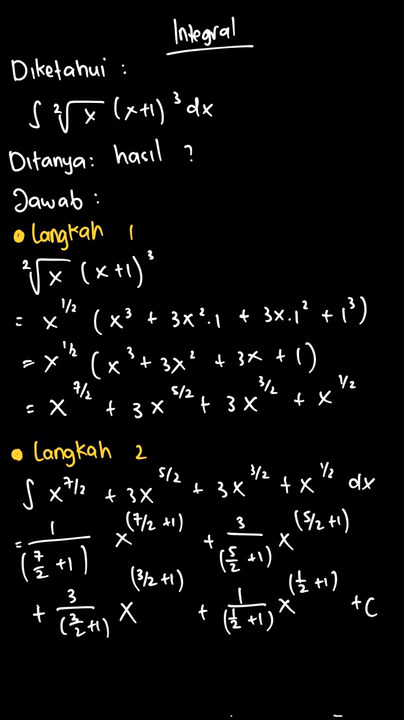 Integral
Diketahui :
∫ ²√x (x+1)³ dx
Ditanya : hasil ?
Jawab :
• Langkah 1
²√x (x+1)³
= x^1/2 (x³ + 3x²·1 + 3x·1² + 1³)
= x^1/2 (x³ + 3x² + 3x + 1)
= x^7/2 + 3x^5/2 + 3x^3/2 + x^1/2
• Langkah 2
∫ x^7/2 + 3x^5/2 + 3x^3/2 + x^1/2 dx
= 1/(7/2 + 1) x^(7/2 + 1) + 3/(5/2 + 1) x^(5/2 + 1)
+ 3/(3/2 + 1) x^(3/2 + 1) + 1/(1/2 + 1) x^(1/2 + 1) + C